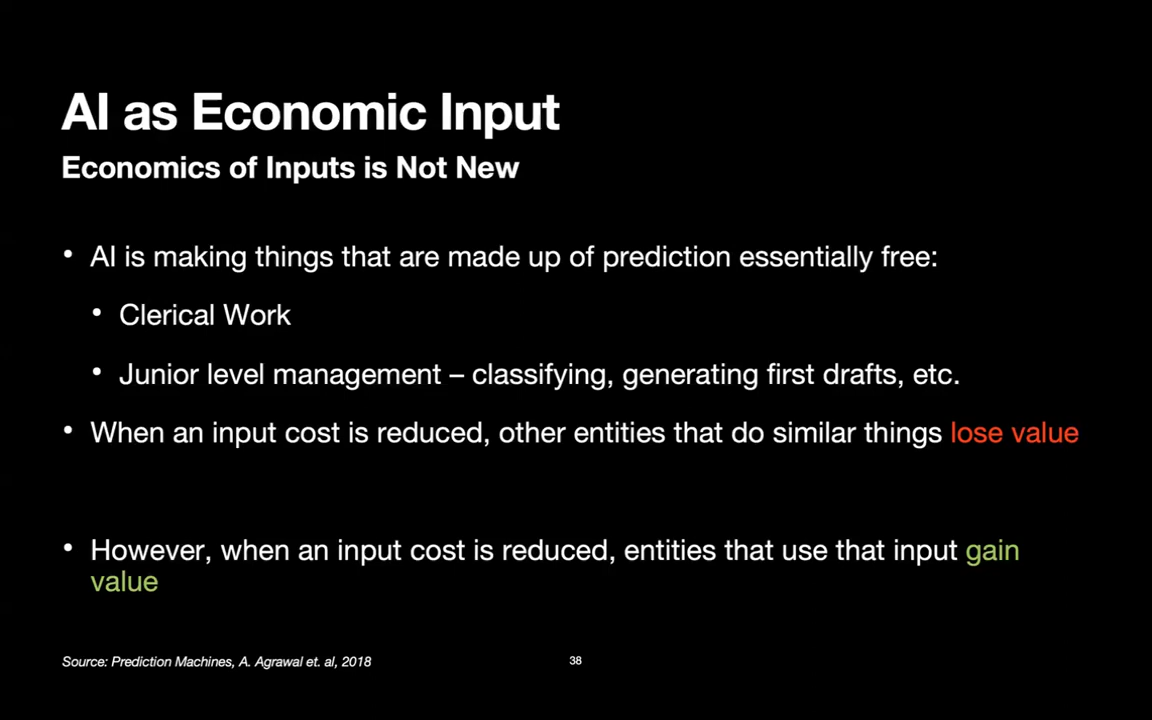 AI as Economic Input
Economics of Inputs is Not New
• AI is making things that are made up of prediction essentially free:
• Clerical Work
• Junior level management – classifying, generating first drafts, etc.
• When an input cost is reduced, other entities that do similar things lose value
• However, when an input cost is reduced, entities that use that input gain
value
Source: Prediction Machines, A. Agrawal et. al, 2018
38